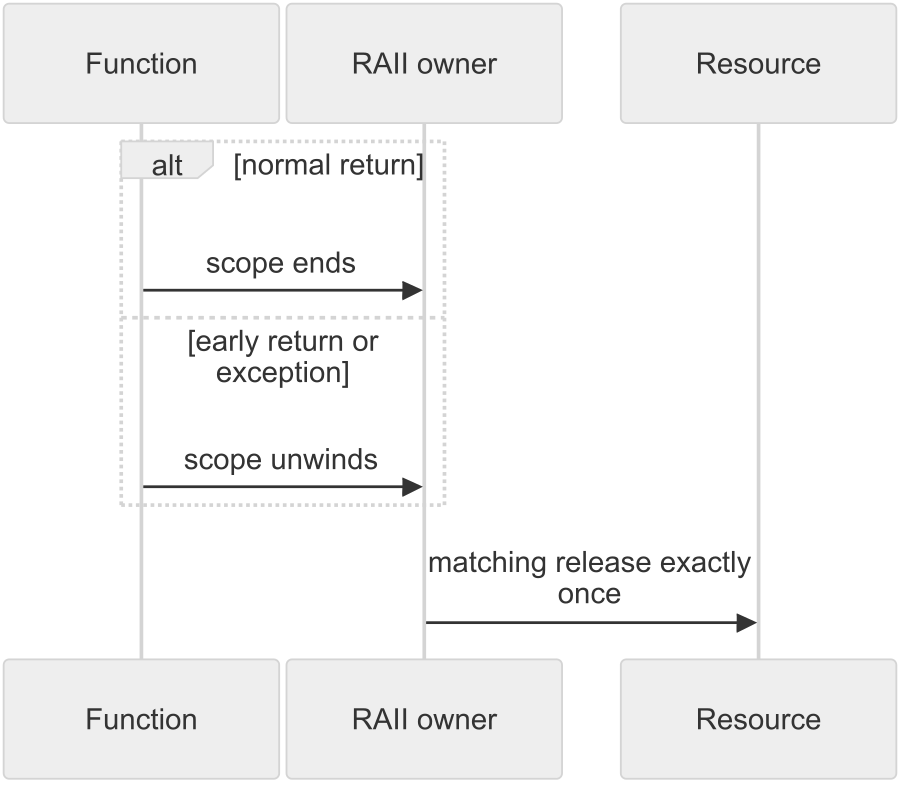 Function
RAII owner
Resource
alt
[normal return]
scope ends
[early return or
exception]
scope unwinds
matching release exactly
once
Function
RAII owner
Resource